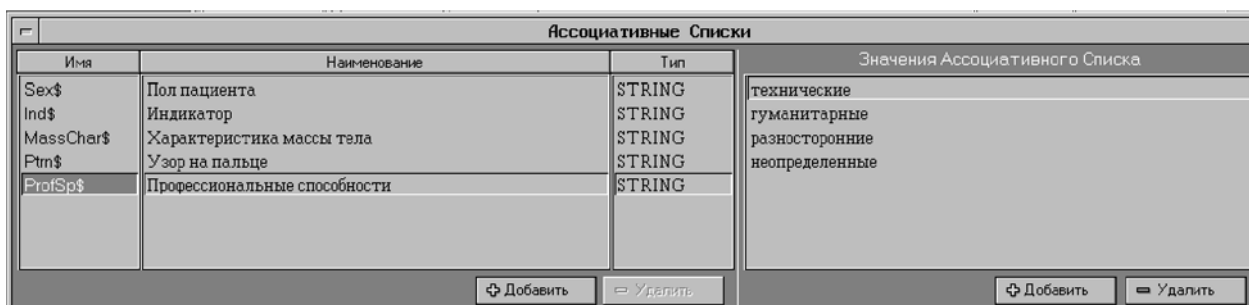 Ассоциативные Списки
Имя Наименование Тип
Sex$ Пол пациента STRING
Ind$ Индикатор STRING
MassChar$ Характеристика массы тела STRING
Ptrn$ Узор на пальце STRING
ProfSp$ Профессиональные способности STRING
Добавить Удалить
Значения Ассоциативного Списка
технические
гуманитарные
разносторонние
неопределенные
Добавить Удалить